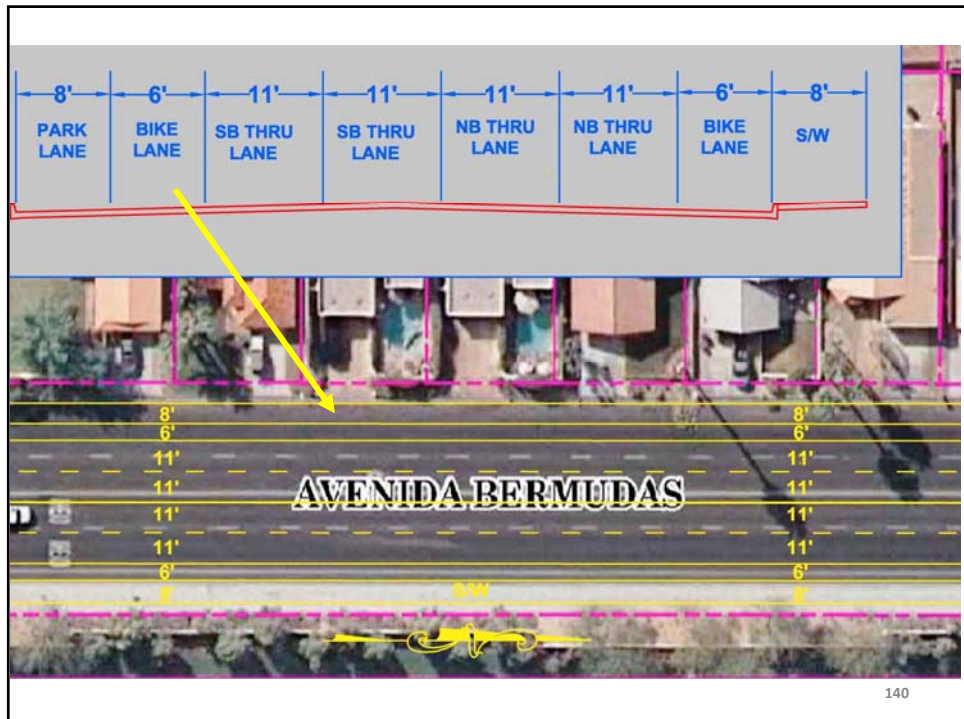 8' 6' 11' 11' 11' 11' 6' 8'
PARK LANE
BIKE LANE
SB THRU LANE
SB THRU LANE
NB THRU LANE
NB THRU LANE
BIKE LANE
S/W
8' 8'
6' 6'
11' 11'
11' 11'
AVENIDA BERMUDAS
11' 11'
11' 11'
6' 6'
S/W
8' 8'
140